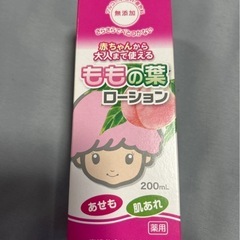 無添加
赤ちゃんから
大人まで使える
ももの葉
ローション
200mL
あせも
肌あれ
薬用